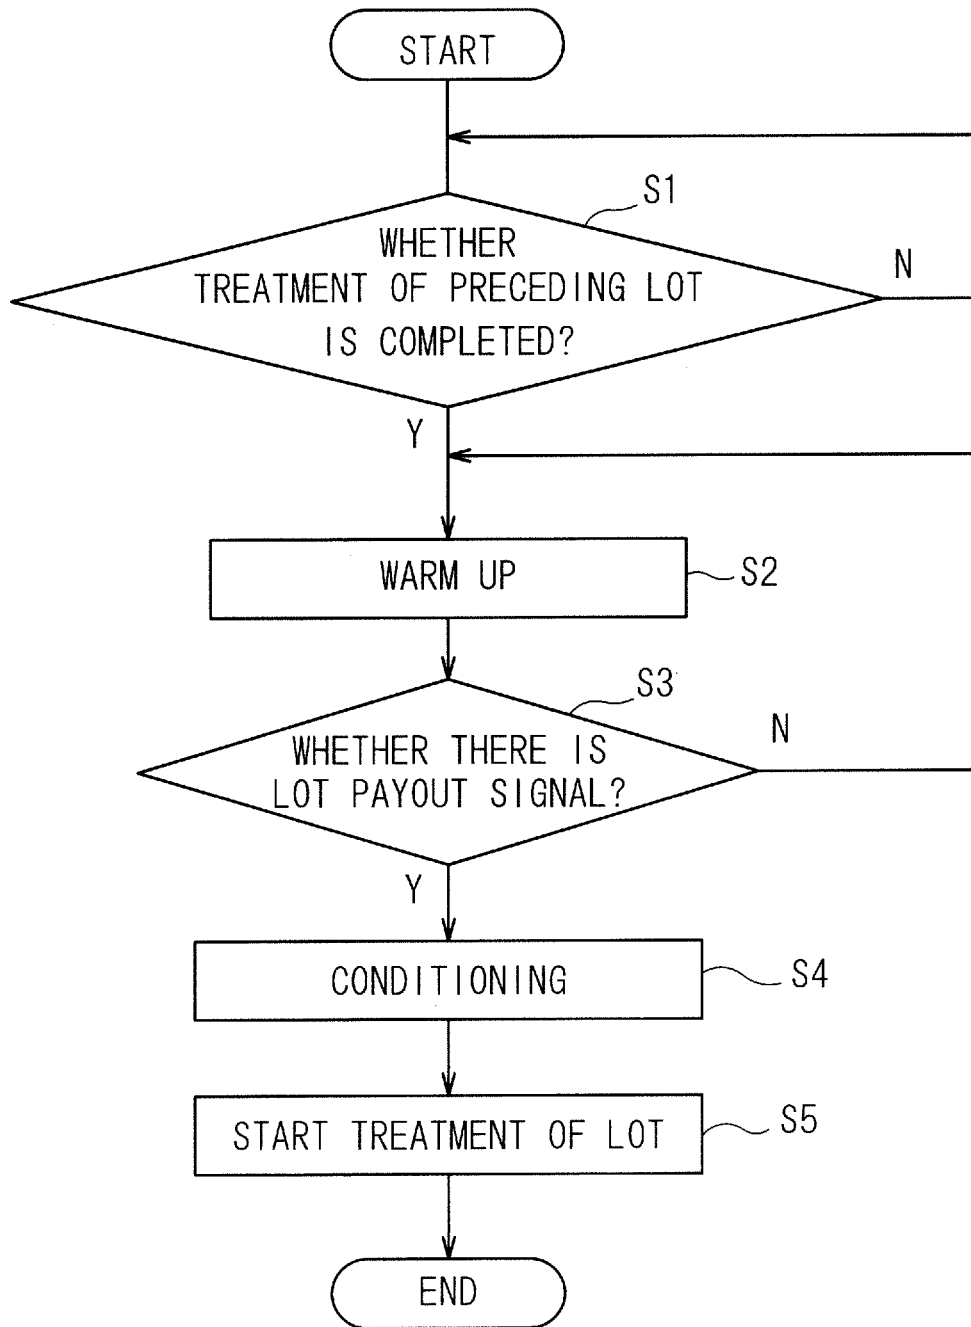 START
S1
WHETHER
TREATMENT OF PRECEDING LOT
IS COMPLETED?
N
Y
WARM UP
S2
S3
WHETHER THERE IS
LOT PAYOUT SIGNAL?
N
Y
CONDITIONING
S4
START TREATMENT OF LOT
S5
END